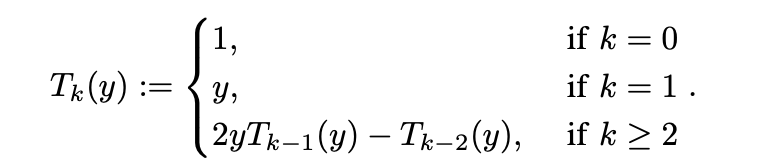 1, if k = 0
T_k(y) := { y, if k = 1 .
2yT_{k−1}(y) − T_{k−2}(y), if k ≥ 2